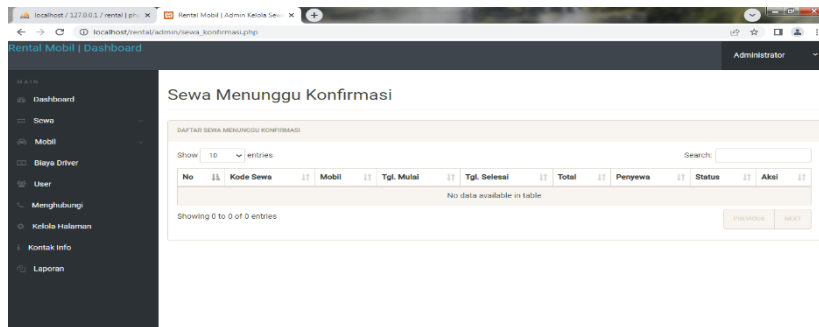 localhost / 127.0.0.1 / rental | ph
Rental Mobil | Admin Kelola Sew
localhost/rental/admin/sewa_konfirmasi.php
Rental Mobil | Dashboard
Administrator
MAIN
Dashboard
Sewa
Mobil
Biaya Driver
User
Menghubungi
Kelola Halaman
Kontak Info
Laporan
Sewa Menunggu Konfirmasi
DAFTAR SEWA MENUNGGU KONFIRMASI
Show 10 entries
Search:
No Kode Sewa Mobil Tgl. Mulai Tgl. Selesai Total Penyewa Status Aksi
No data available in table
Showing 0 to 0 of 0 entries
PREVIOUS NEXT